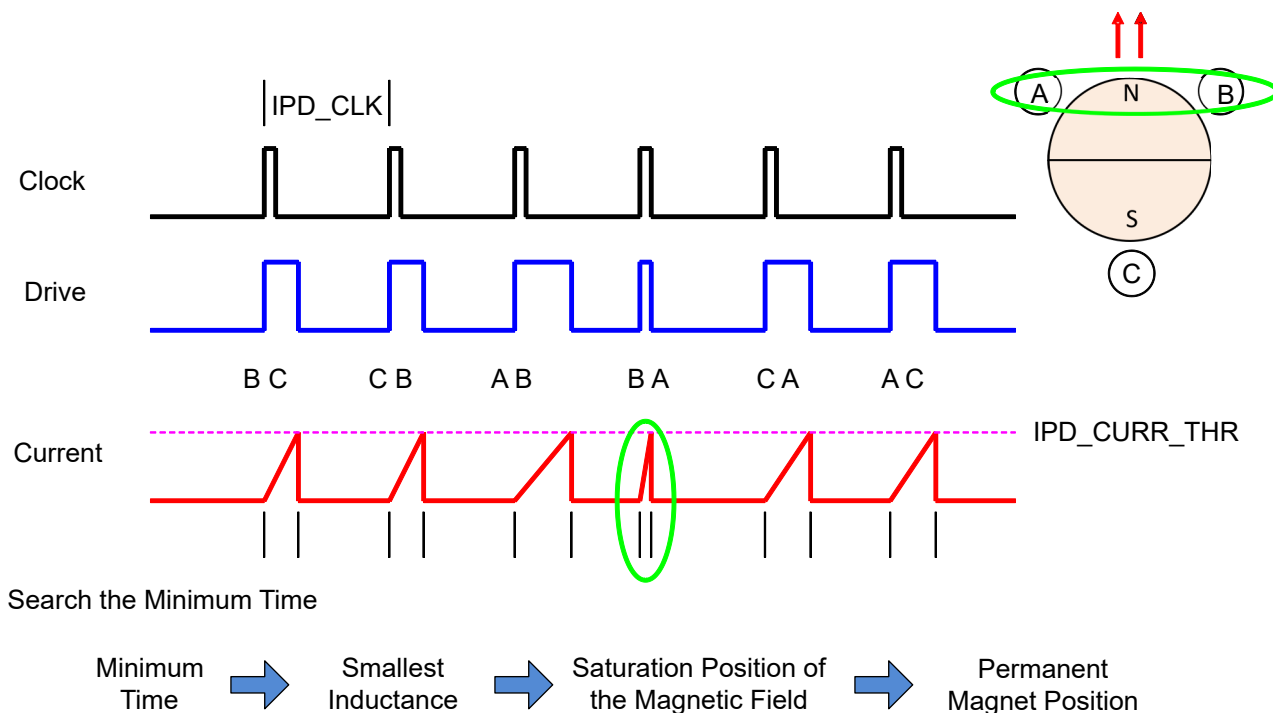 IPD_CLK
A
N
B
Clock
S
C
Drive
B C
C B
A B
B A
C A
A C
IPD_CURR_THR
Current
Search the Minimum Time
Minimum
Time
Smallest
Inductance
Saturation Position of
the Magnetic Field
Permanent
Magnet Position